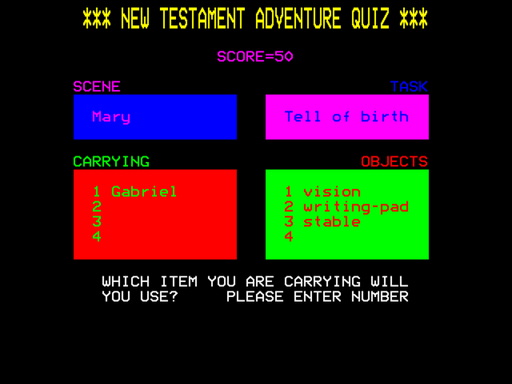 *** NEW TESTAMENT ADVENTURE QUIZ ***
SCORE=50
SCENE
Mary
TASK
Tell of birth
CARRYING
1 Gabriel
2
3
4
OBJECTS
1 vision
2 writing-pad
3 stable
4
WHICH ITEM YOU ARE CARRYING WILL
YOU USE? PLEASE ENTER NUMBER